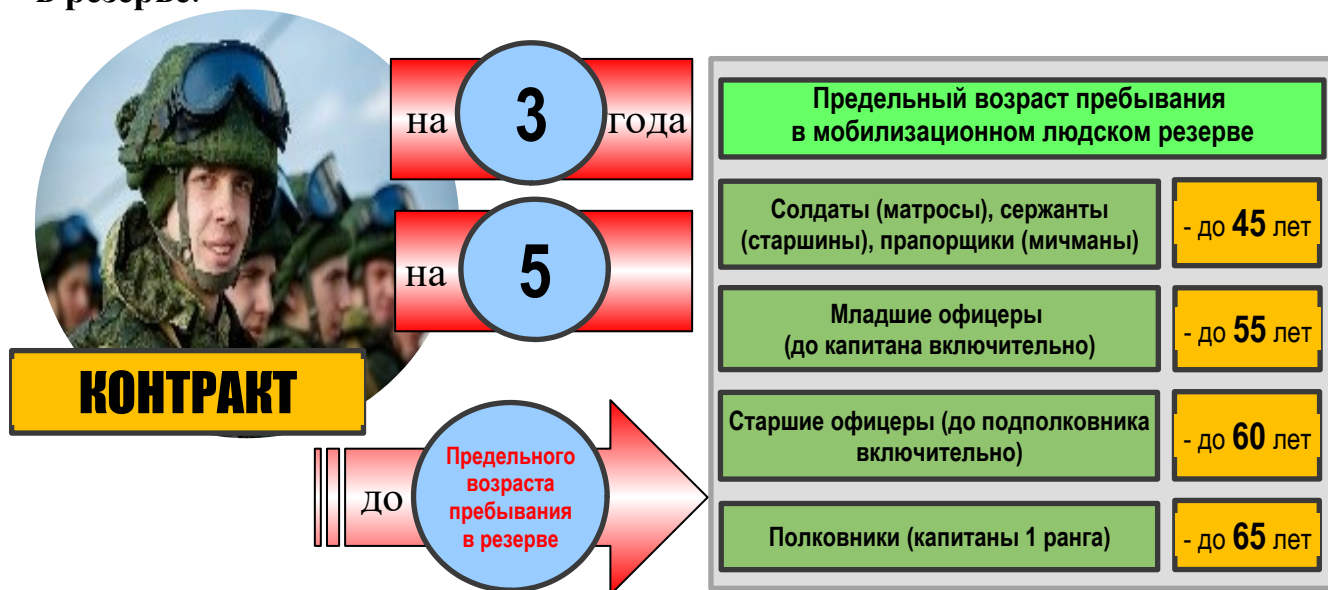 в резерве.
на 3 года
на 5
КОНТРАКТ
до
Предельного
возраста
пребывания
в резерве
Предельный возраст пребывания
в мобилизационном людском резерве
Солдаты (матросы), сержанты
(старшины), прапорщики (мичманы)
- до 45 лет
Младшие офицеры
(до капитана включительно)
- до 55 лет
Старшие офицеры (до подполковника
включительно)
- до 60 лет
Полковники (капитаны 1 ранга)
- до 65 лет